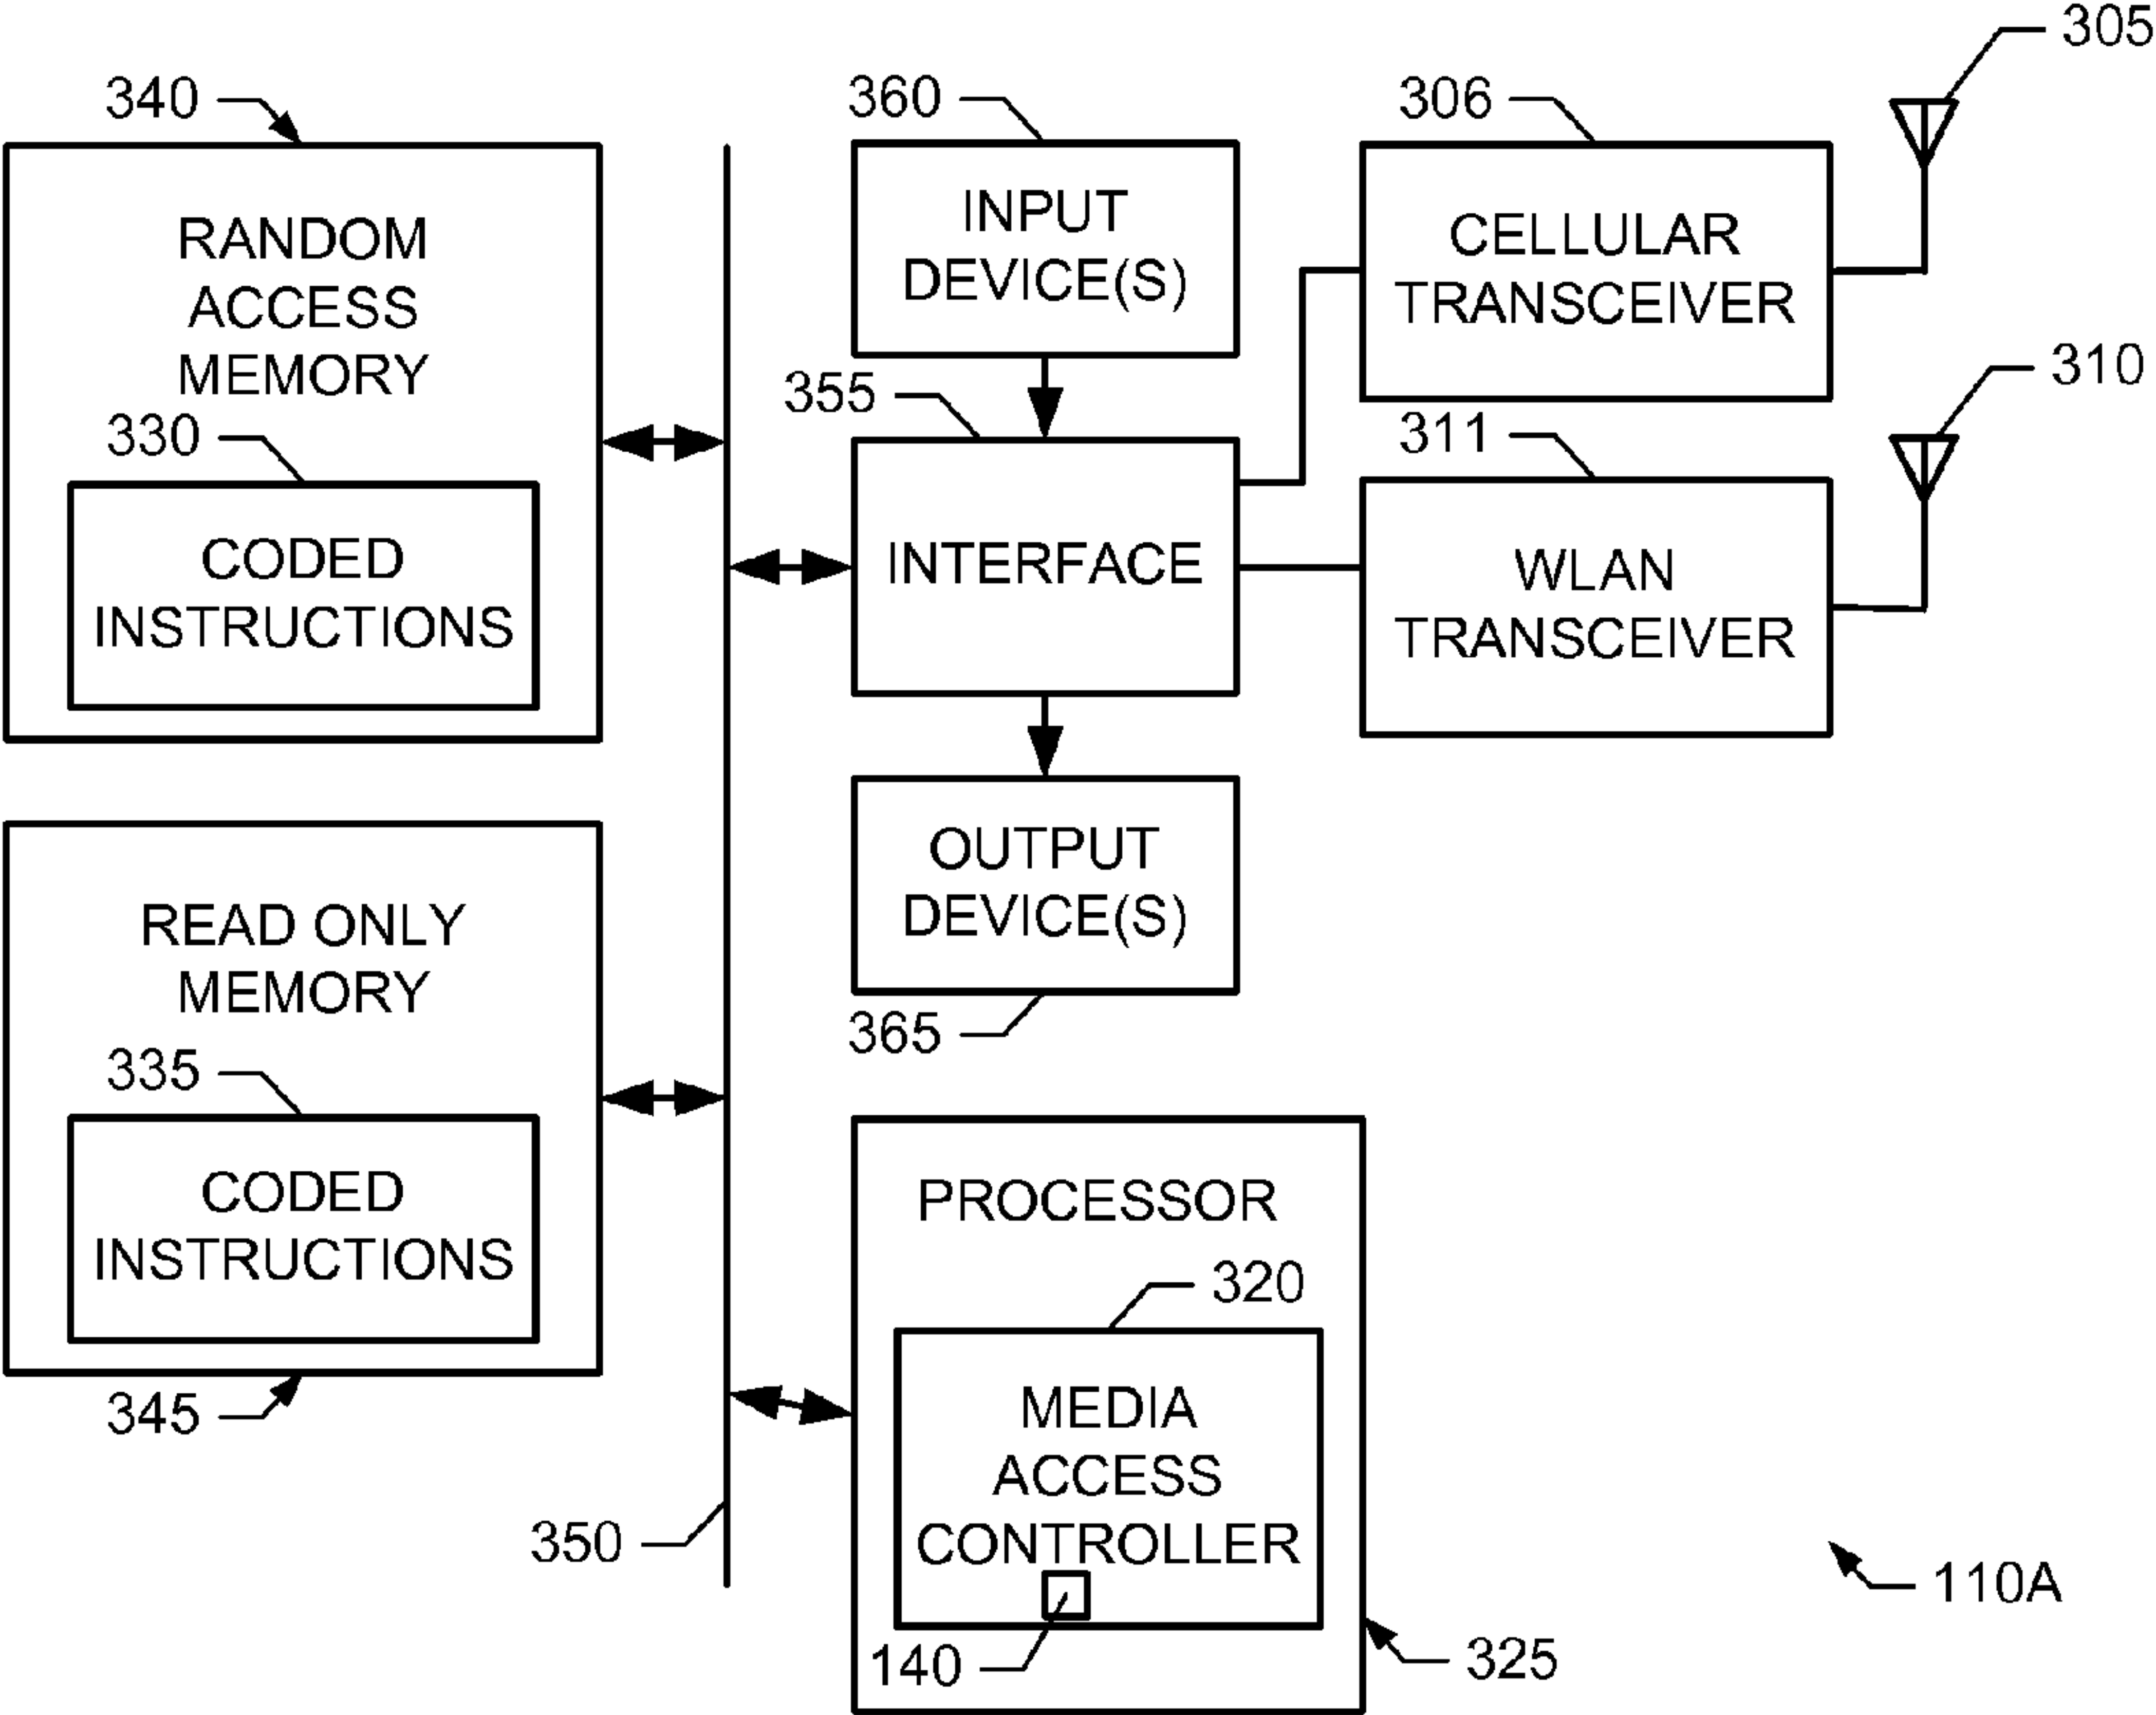 340
RANDOM
ACCESS
MEMORY
330
CODED
INSTRUCTIONS
READ ONLY
MEMORY
335
CODED
INSTRUCTIONS
345
350
360
INPUT
DEVICE(S)
355
INTERFACE
OUTPUT
DEVICE(S)
365
306
CELLULAR
TRANSCEIVER
305
311
WLAN
TRANSCEIVER
310
PROCESSOR
320
MEDIA
ACCESS
CONTROLLER
140
325
110A